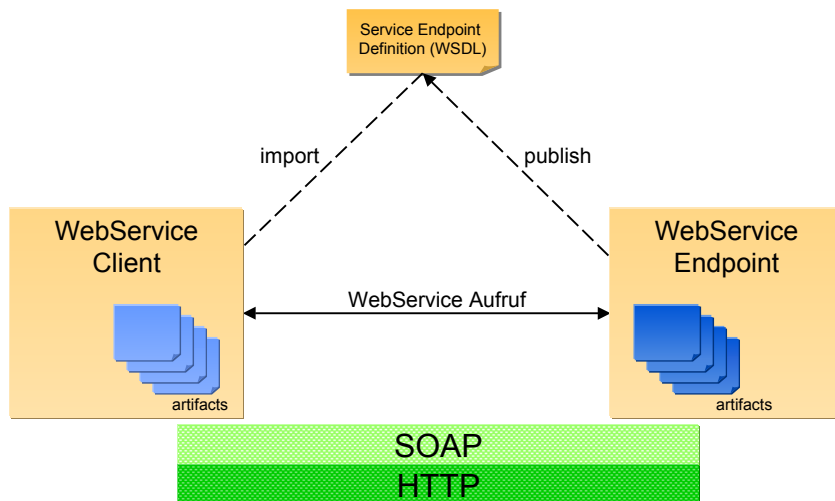 Service Endpoint
Definition (WSDL)
import
publish
WebService
Client
WebService
Endpoint
WebService Aufruf
artifacts
artifacts
SOAP
HTTP